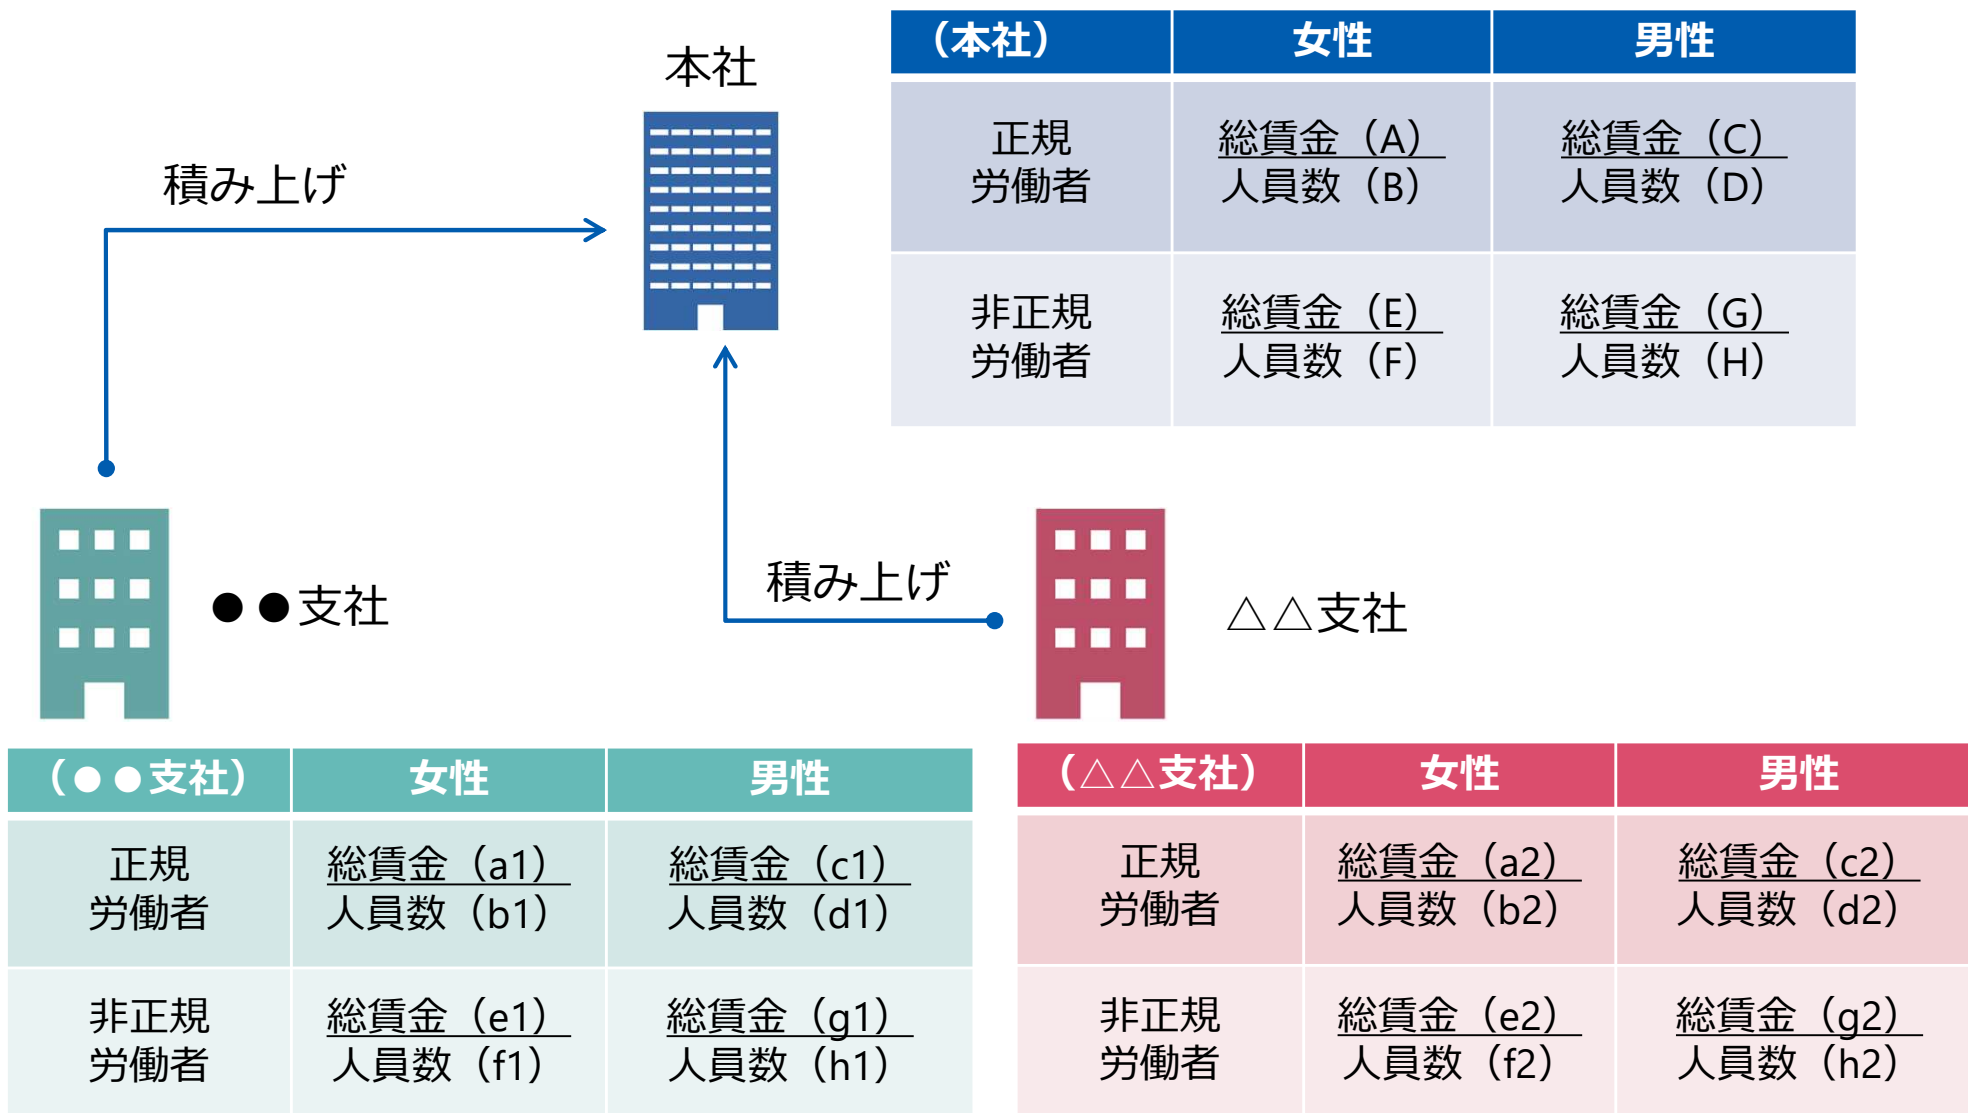 本社
(本社) 女性 男性
正規 総賃金(A) 総賃金(C)
労働者 人員数(B) 人員数(D)
非正規 総賃金(E) 総賃金(G)
労働者 人員数(F) 人員数(H)
積み上げ
積み上げ
●●支社
△△支社
(●●支社) 女性 男性
正規 総賃金(a1) 総賃金(c1)
労働者 人員数(b1) 人員数(d1)
非正規 総賃金(e1) 総賃金(g1)
労働者 人員数(f1) 人員数(h1)
(△△支社) 女性 男性
正規 総賃金(a2) 総賃金(c2)
労働者 人員数(b2) 人員数(d2)
非正規 総賃金(e2) 総賃金(g2)
労働者 人員数(f2) 人員数(h2)